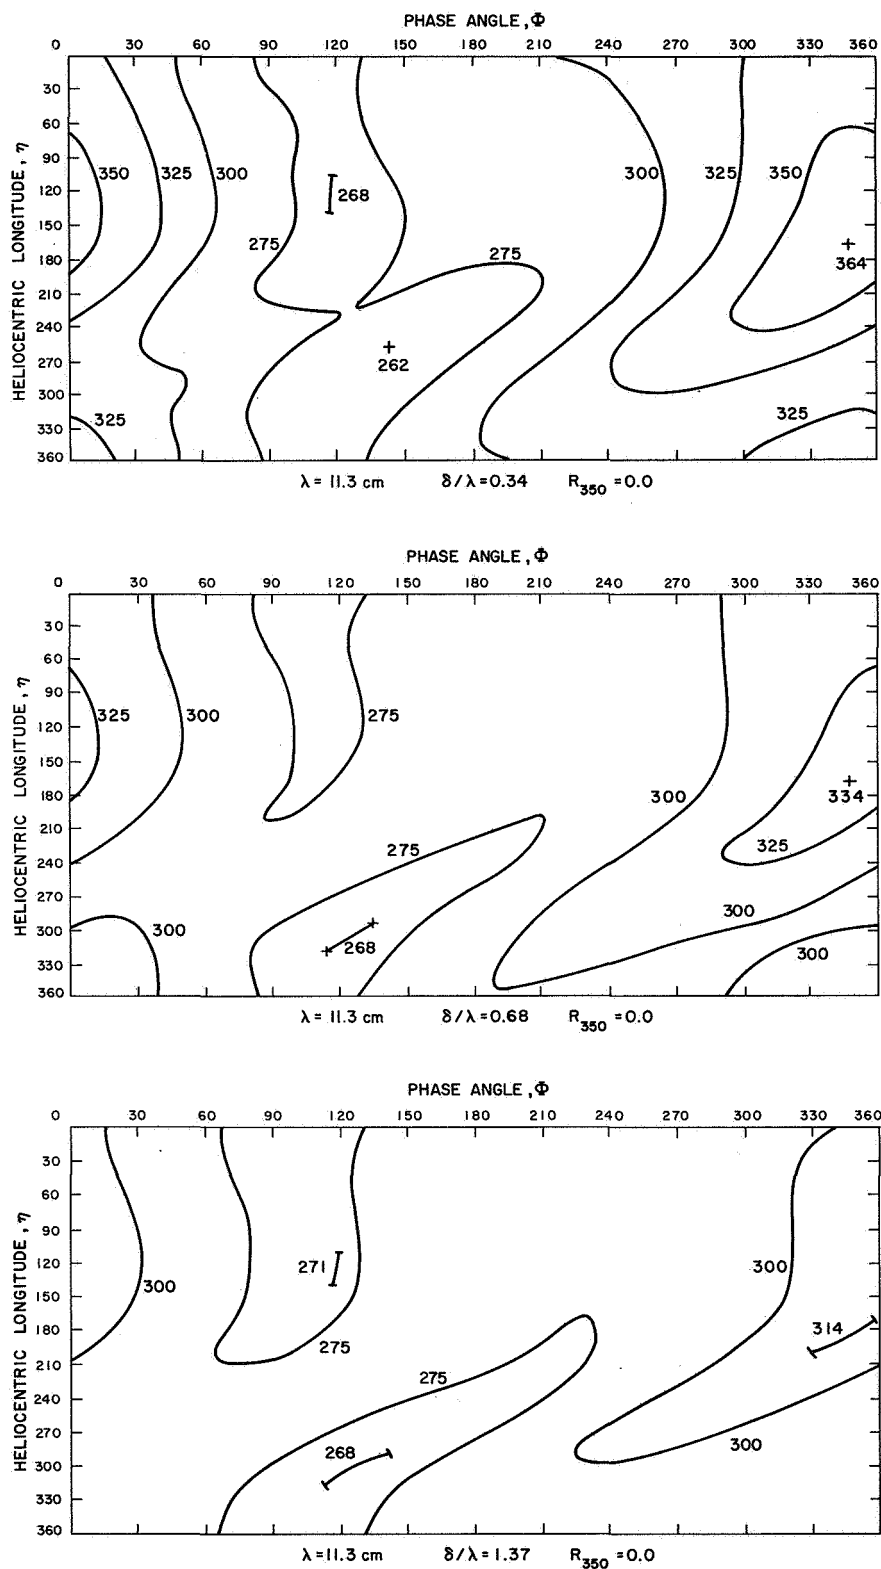 PHASE ANGLE, Φ
0 30 60 90 120 150 180 210 240 270 300 330 360
HELIOCENTRIC LONGITUDE, η
30
60
90
120
150
180
210
240
270
300
330
360
350 325 300 268 300 325 350
275 275 364
262
325 325
λ = 11.3 cm δ/λ=0.34 R350 =0.0
PHASE ANGLE, Φ
0 30 60 90 120 150 180 210 240 270 300 330 360
HELIOCENTRIC LONGITUDE, η
30
60
90
120
150
180
210
240
270
300
330
360
325 300 275
300 334
275 325
300 268 300 300
λ = 11.3 cm δ/λ=0.68 R350 =0.0
PHASE ANGLE, Φ
0 30 60 90 120 150 180 210 240 270 300 330 360
HELIOCENTRIC LONGITUDE, η
30
60
90
120
150
180
210
240
270
300
330
360
300 271 300
275 314
275
268 300
λ = 11.3 cm δ/λ = 1.37 R350 =0.0